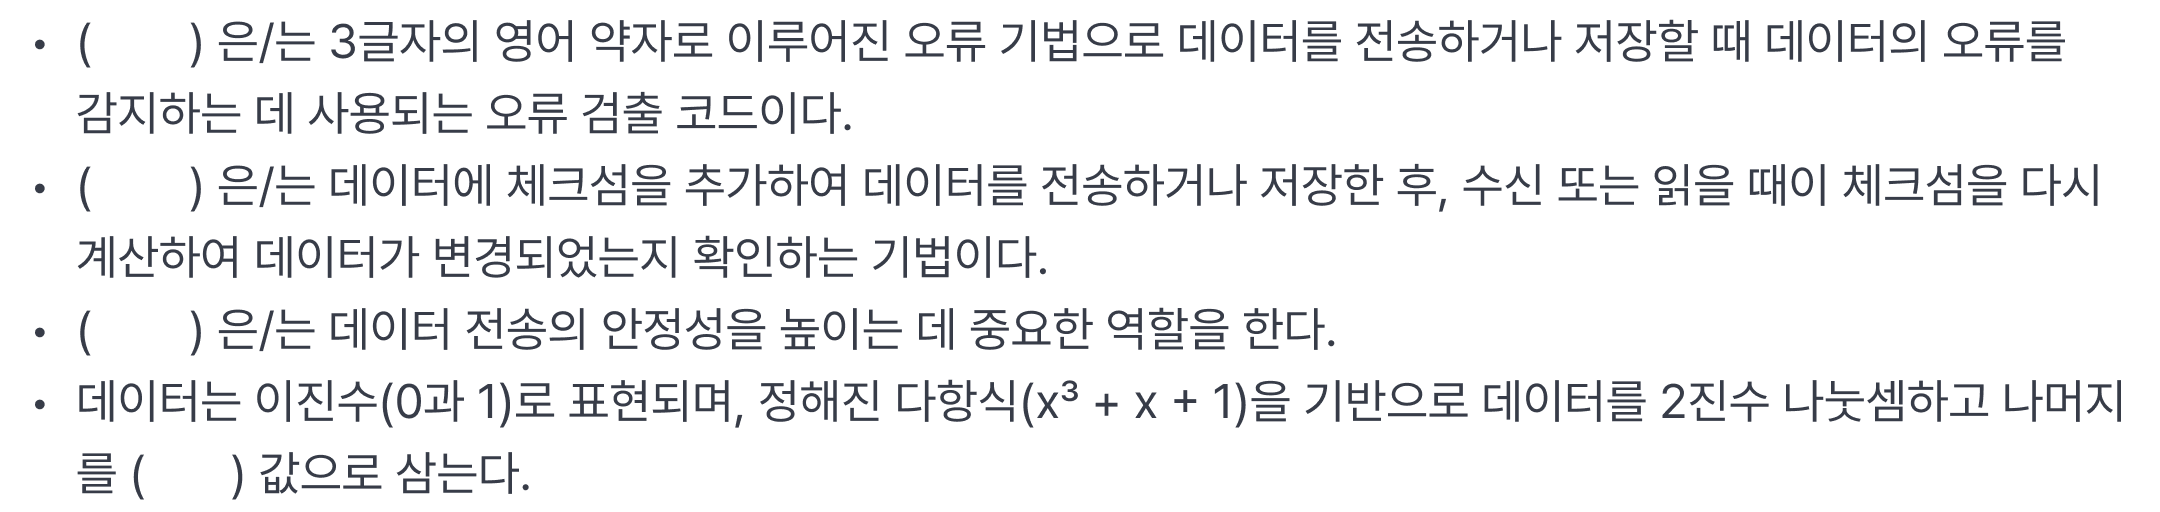 • (      ) 은/는 3글자의 영어 약자로 이루어진 오류 기법으로 데이터를 전송하거나 저장할 때 데이터의 오류를
감지하는 데 사용되는 오류 검출 코드이다.
• (      ) 은/는 데이터에 체크섬을 추가하여 데이터를 전송하거나 저장한 후, 수신 또는 읽을 때이 체크섬을 다시
계산하여 데이터가 변경되었는지 확인하는 기법이다.
• (      ) 은/는 데이터 전송의 안정성을 높이는 데 중요한 역할을 한다.
• 데이터는 이진수(0과 1)로 표현되며, 정해진 다항식(x³ + x + 1)을 기반으로 데이터를 2진수 나눗셈하고 나머지
를 (      ) 값으로 삼는다.